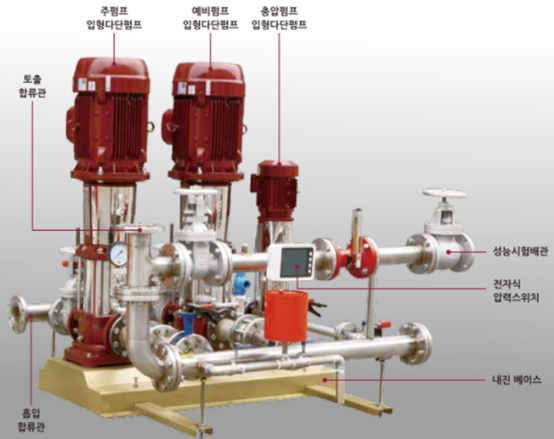 주펌프
입형다단펌프
예비펌프
입형다단펌프
충압펌프
입형다단펌프
토출
합류관
성능시험배관
전자식
압력스위치
내진 베이스
흡입
합류관